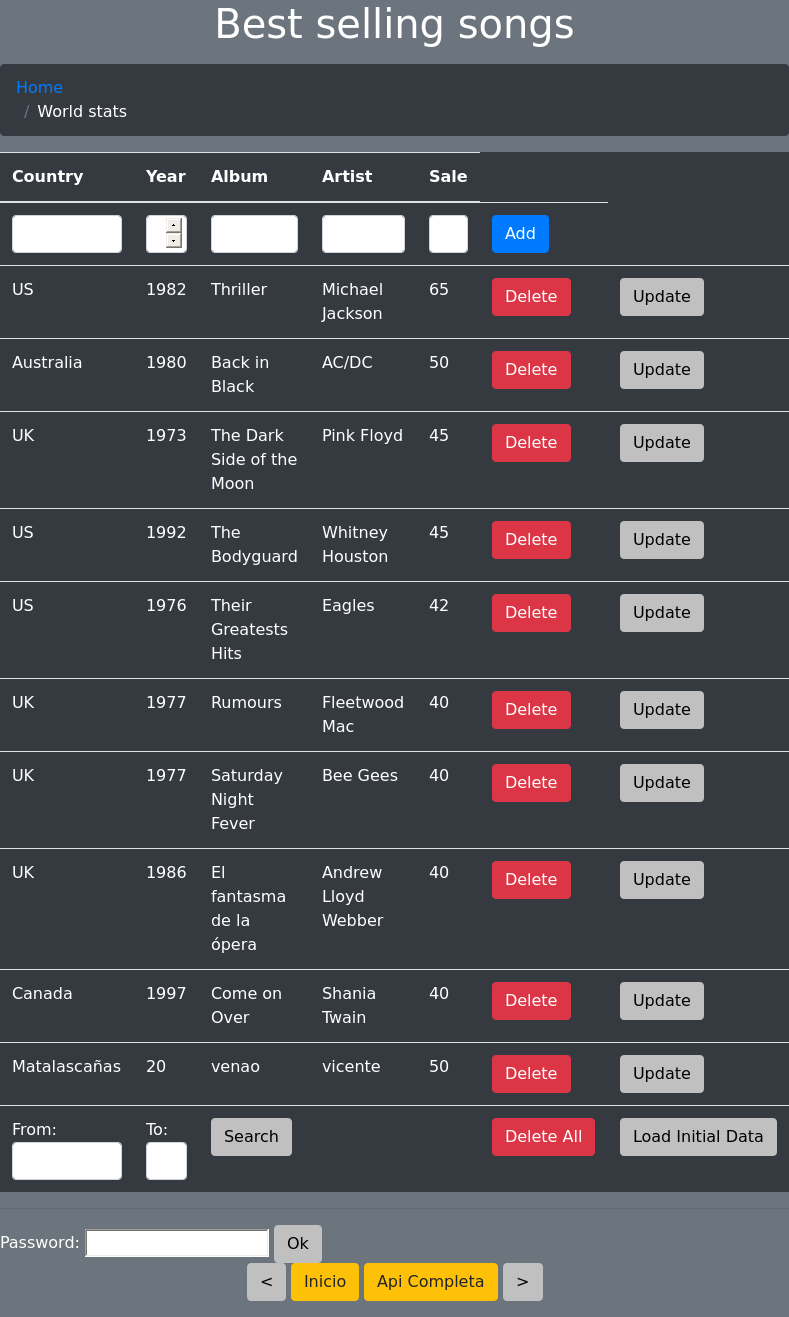 Best selling songs
Home
/ World stats
Country Year Album Artist Sale
Add
US 1982 Thriller Michael 65 Delete Update
Jackson
Australia 1980 Back in AC/DC 50 Delete Update
Black
UK 1973 The Dark Pink Floyd 45 Delete Update
Side of the
Moon
US 1992 The Whitney 45 Delete Update
Bodyguard Houston
US 1976 Their Eagles 42 Delete Update
Greatests
Hits
UK 1977 Rumours Fleetwood 40 Delete Update
Mac
UK 1977 Saturday Bee Gees 40 Delete Update
Night
Fever
UK 1986 El Andrew 40 Delete Update
fantasma Lloyd
de la Webber
ópera
Canada 1997 Come on Shania 40 Delete Update
Over Twain
Matalascañas 20 venao vicente 50 Delete Update
From: To: Search Delete All Load Initial Data
Password: Ok
< Inicio Api Completa >